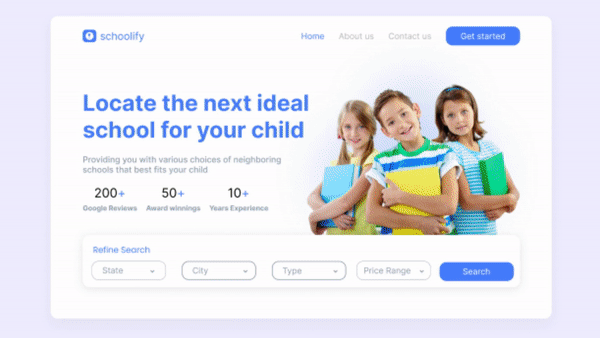 schoolify
Home About us Contact us Get started
Locate the next ideal
school for your child
Providing you with various choices of neighboring
schools that best fits your child
200+ 50+ 10+
Google Reviews Award winnings Years Experience
Refine Search
State City Type Price Range Search